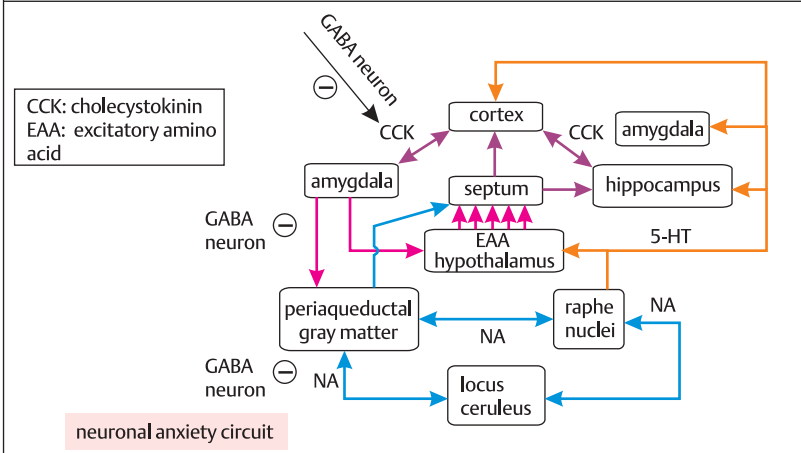 GABA neuron
−
CCK: cholecystokinin
EAA: excitatory amino
acid
CCK
cortex
CCK
amygdala
amygdala
septum
hippocampus
GABA
neuron
−
EAA
hypothalamus
5-HT
periaqueductal
gray matter
NA
raphe
nuclei
NA
GABA
neuron
−
NA
locus
ceruleus
neuronal anxiety circuit